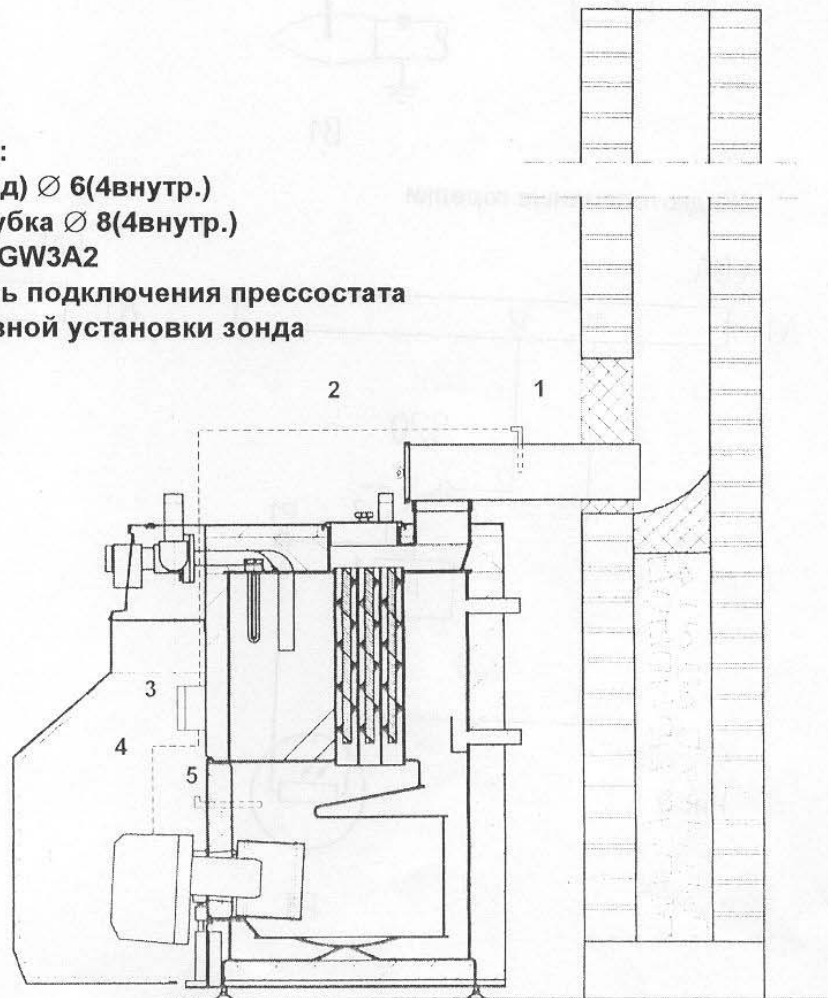 :
д) ∅ 6(4внутр.)
убка ∅ 8(4внутр.)
GW3A2
ь подключения прессостата
вной установки зонда
2
1
3
4
5